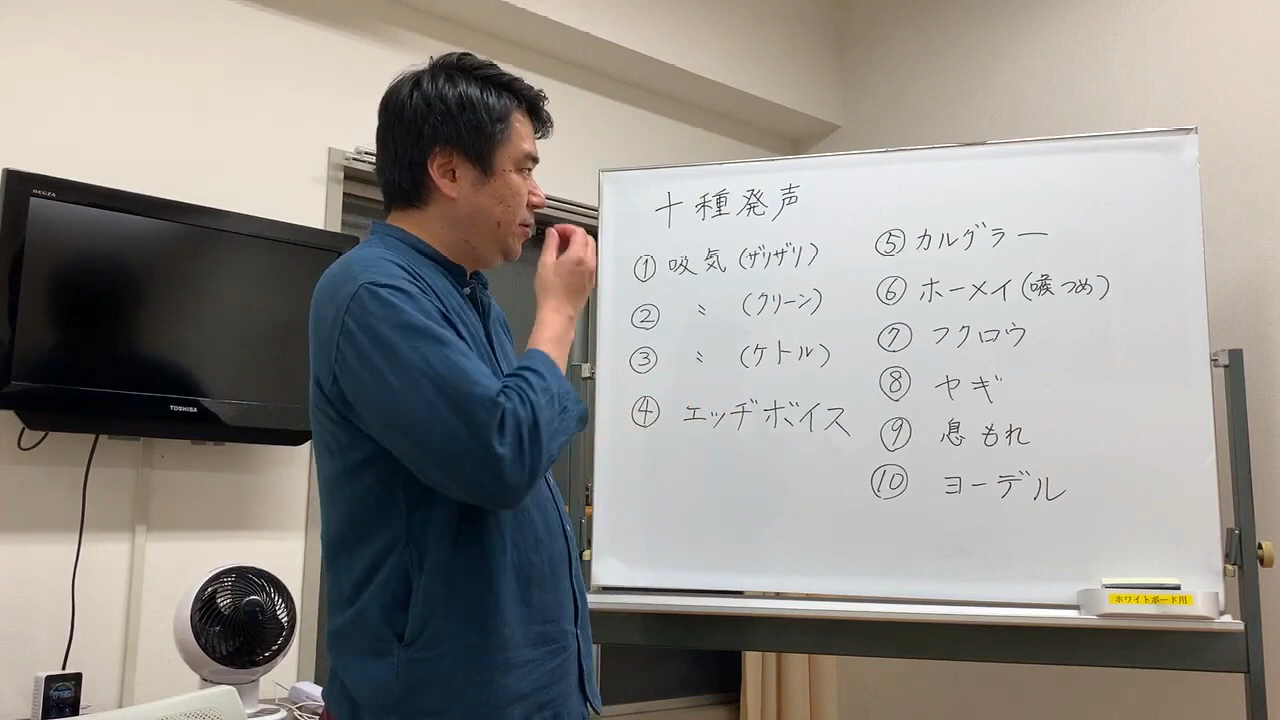 REGZA
TOSHIBA
十種発声
① 吸気(ザリザリ)
② 〃 (クリーン)
③ 〃 (ケトル)
④ エッヂボイス
⑤ カルグラー
⑥ ホーメイ(喉つめ)
⑦ フクロウ
⑧ ヤギ
⑨ 息もれ
⑩ ヨーデル
ホワイトボード用